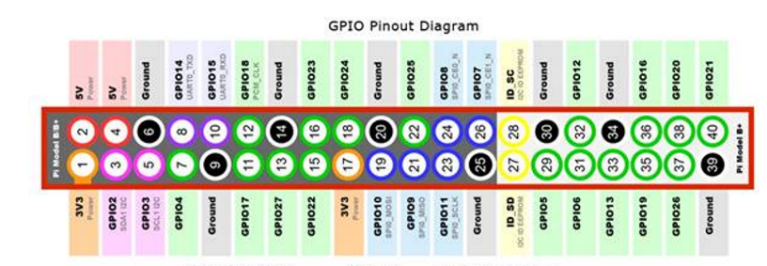 GPIO Pinout Diagram
5V Power
5V Power
Ground
GPIO14 UART0_TXD
GPIO15 UART0_RXD
GPIO18 PCM_CLK
Ground
GPIO23
GPIO24
Ground
GPIO25
GPIO8 SPI0_CE0_N
GPIO7 SPI0_CE1_N
ID_SC I2C ID EEPROM
Ground
GPIO12
Ground
GPIO16
GPIO20
GPIO21
Pi Model B/B+
2 4 6 8 10 12 14 16 18 20 22 24 26 28 30 32 34 36 38 40
1 3 5 7 9 11 13 15 17 19 21 23 25 27 29 31 33 35 37 39
Pi Model B+
3V3 Power
GPIO2 SDA1 I2C
GPIO3 SCL1 I2C
GPIO4
Ground
GPIO17
GPIO27
GPIO22
3V3 Power
GPIO10 SPI0_MOSI
GPIO9 SPI0_MISO
GPIO11 SPI0_SCLK
Ground
ID_SD I2C ID EEPROM
GPIO5
GPIO6
GPIO13
GPIO19
GPIO26
Ground